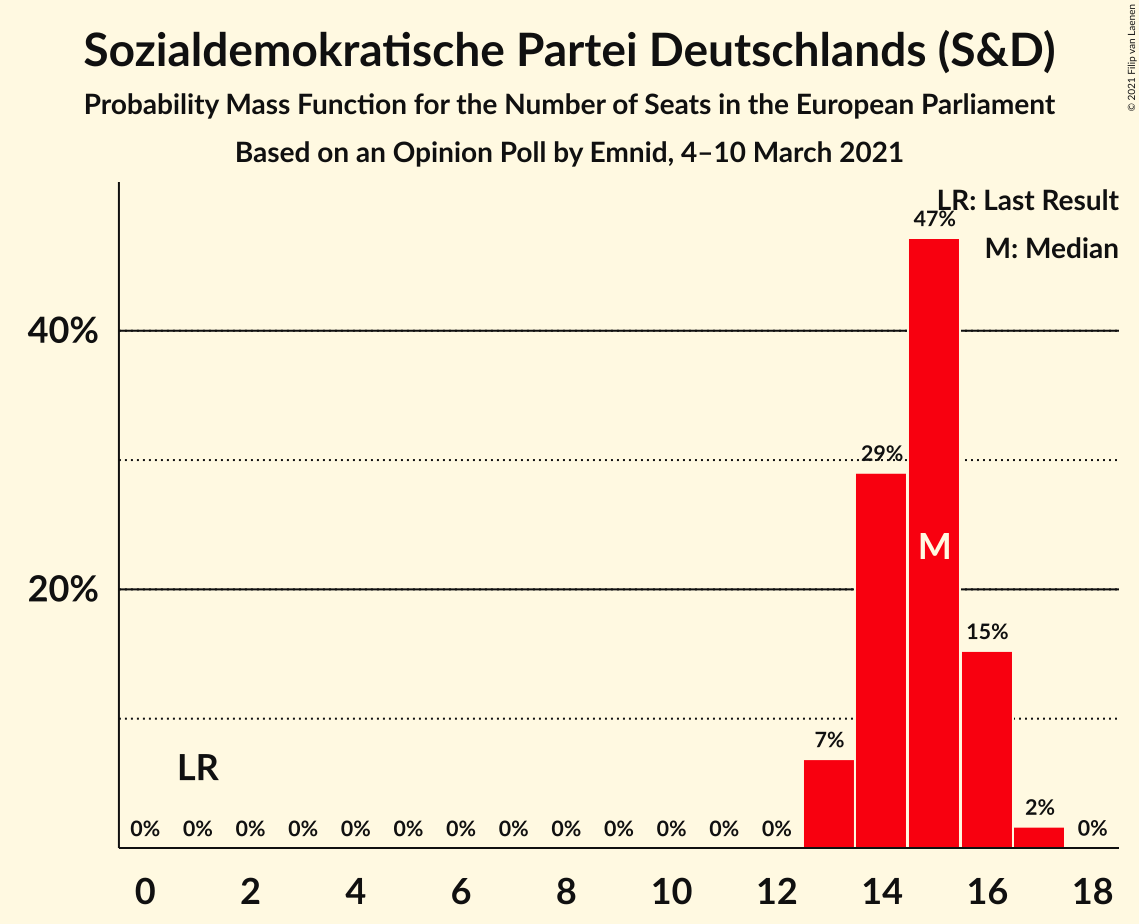 Sozialdemokratische Partei Deutschlands (S&D)
Probability Mass Function for the Number of Seats in the European Parliament
Based on an Opinion Poll by Emnid, 4–10 March 2021
© 2021 Filip van Laenen
LR: Last Result
M: Median
47%
40%
29%
M
20%
15%
7%
LR
2%
0% 0% 0% 0% 0% 0% 0% 0% 0% 0% 0% 0% 0% 0%
0 2 4 6 8 10 12 14 16 18